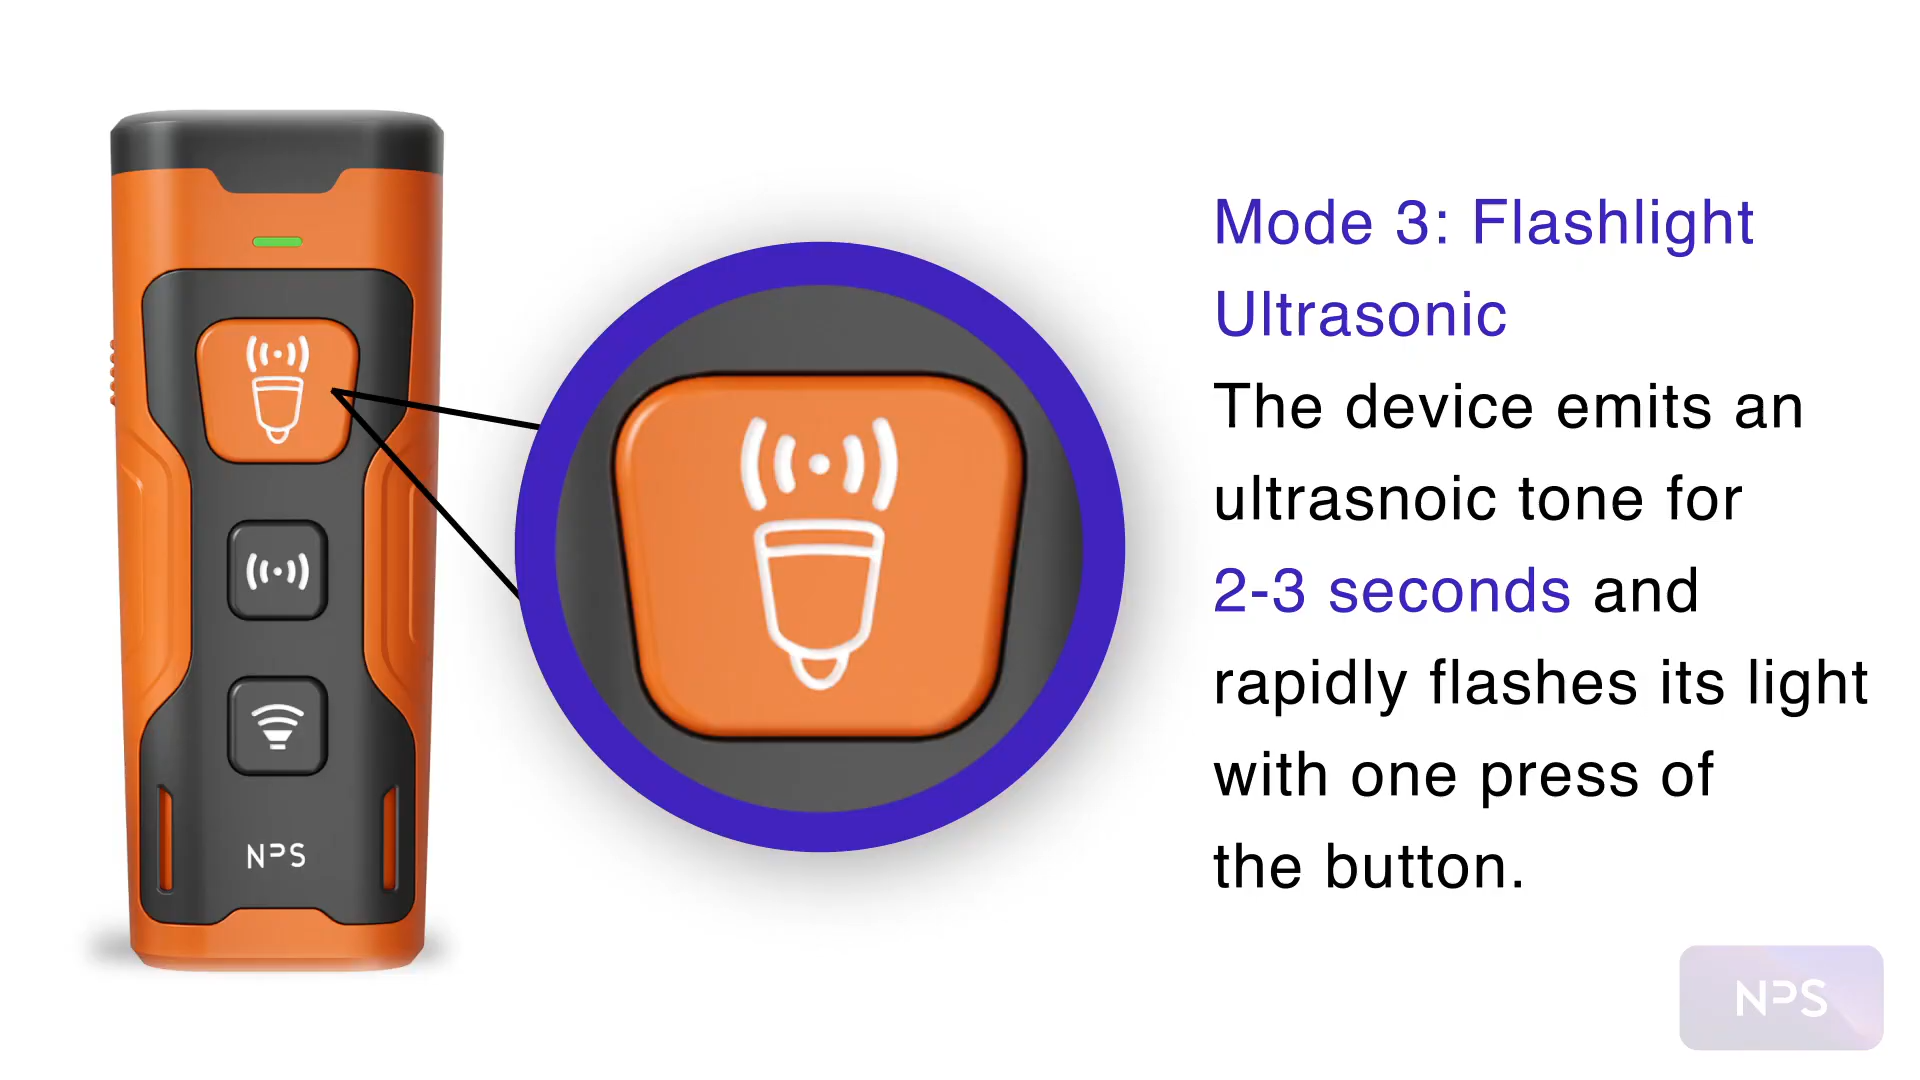 Mode 3: Flashlight
Ultrasonic
The device emits an
ultrasnoic tone for
2-3 seconds and
rapidly flashes its light
with one press of
the button.
NPS
NPS